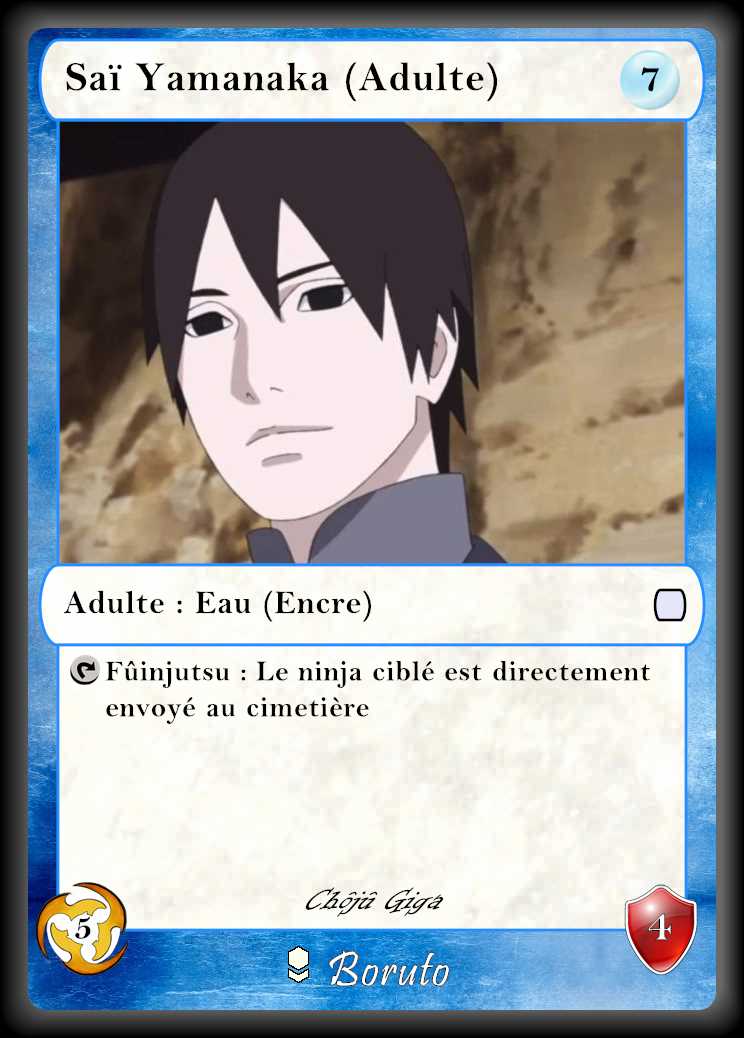 Saï Yamanaka (Adulte)
7
Adulte : Eau (Encre)
Fûinjutsu : Le ninja ciblé est directement
envoyé au cimetière
Chôjû Giga
5
4
Boruto